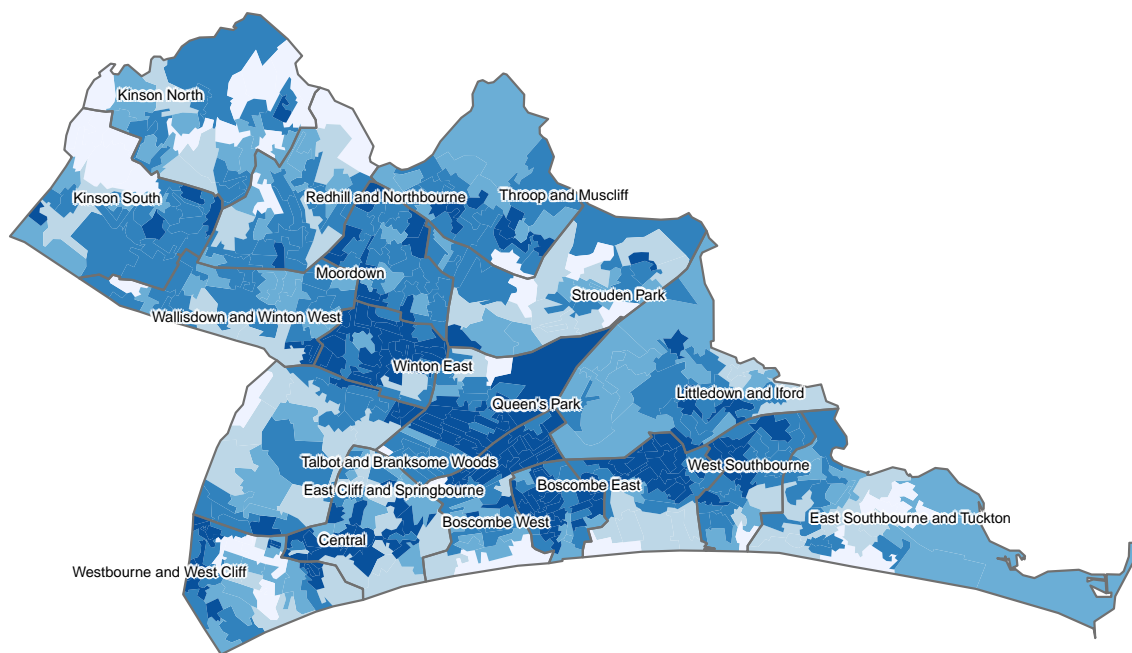 Kinson North
Kinson South
Redhill and Northbourne
Throop and Muscliff
Moordown
Strouden Park
Wallisdown and Winton West
Winton East
Queen's Park
Littledown and Iford
Talbot and Branksome Woods
West Southbourne
East Cliff and Springbourne
Boscombe East
Boscombe West
East Southbourne and Tuckton
Central
Westbourne and West Cliff